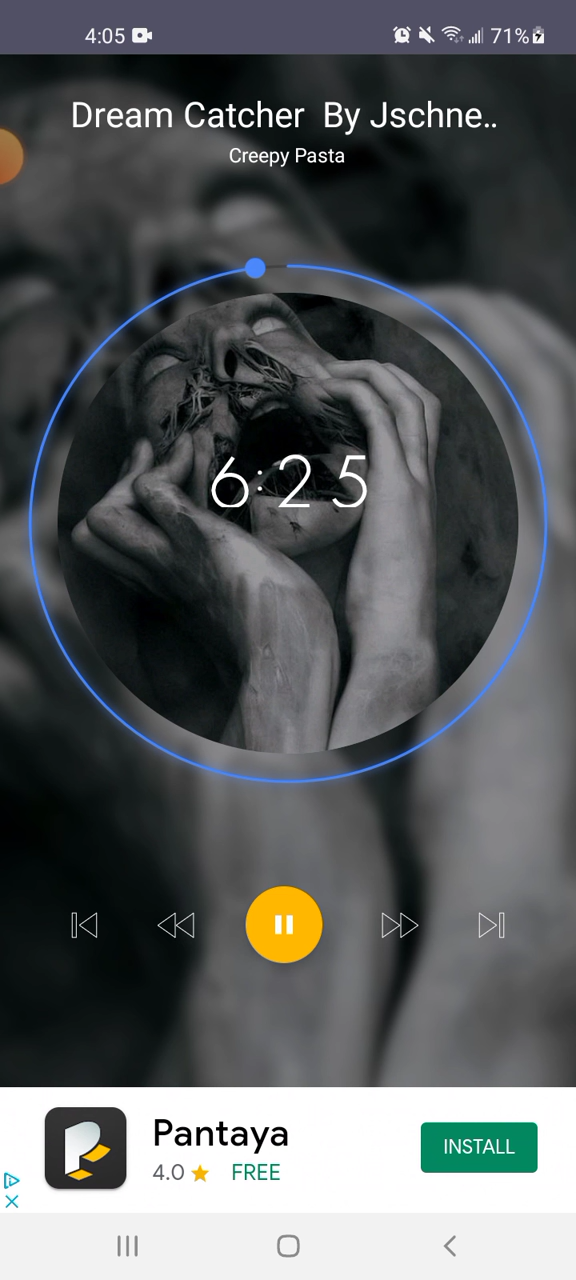 4:05 71%
Dream Catcher By Jschne..
Creepy Pasta
6:25
Pantaya
4.0 FREE
INSTALL